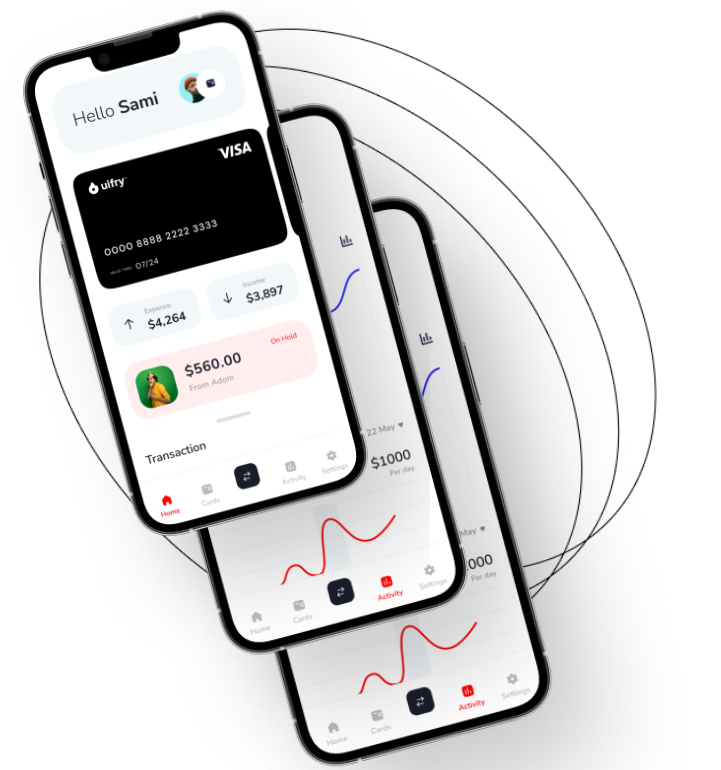 Hello Sami
VISA
uifry
0000 8888 2222 3333
07/24
Expence
$4,264
Income
$3,897
On Hold
$560.00
From Adom
Transaction
Home
Cards
Activity
Settings
22 May
$1000
Per day
Home
Cards
Activity
Settings
May
Per day
Home
Cards
Activity
Settings